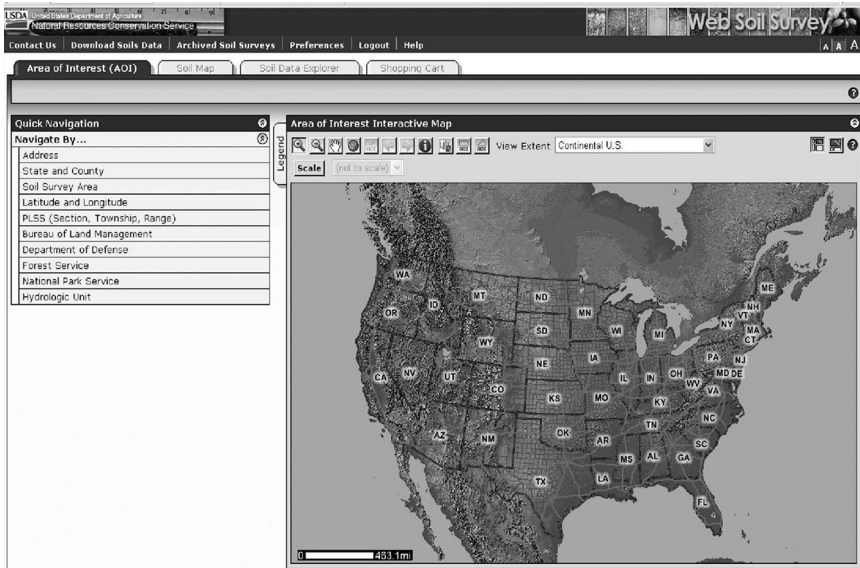 USDA United States Department of Agriculture
Natural Resources Conservation Service
Web Soil Survey
Contact Us | Download Soils Data | Archived Soil Surveys | Preferences | Logout | Help
A A A
Area of Interest (AOI) Soil Map Soil Data Explorer Shopping Cart
Quick Navigation
Navigate By...
Address
State and County
Soil Survey Area
Latitude and Longitude
PLSS (Section, Township, Range)
Bureau of Land Management
Department of Defense
Forest Service
National Park Service
Hydrologic Unit
Legend
Area of Interest Interactive Map
View Extent Continental U.S.
Scale (not to scale)
WA
MT
ND
MN
ME
OR
ID
SD
WI
MI
NY
VT
NH
MA
CT
WY
NE
IA
PA
NJ
CA
NV
UT
CO
KS
MO
IL
IN
OH
WV
MD
DE
VA
KY
AZ
NM
OK
AR
TN
NC
SC
TX
LA
MS
AL
GA
FL
0 463.1mi